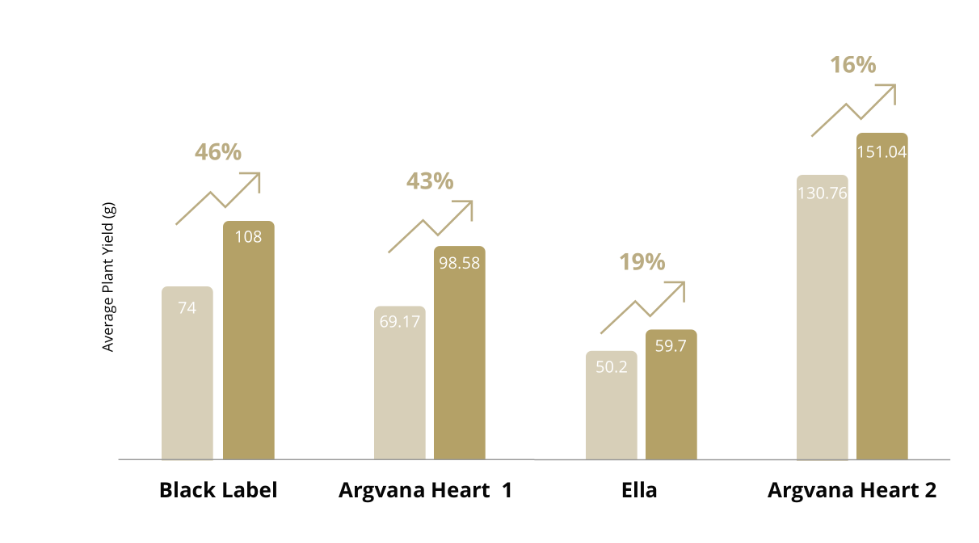 16%
151.04
130.76
46%
43%
108
98.58
74
69.17
19%
59.7
50.2
Average Plant Yield (g)
Black Label
Argvana Heart  1
Ella
Argvana Heart 2